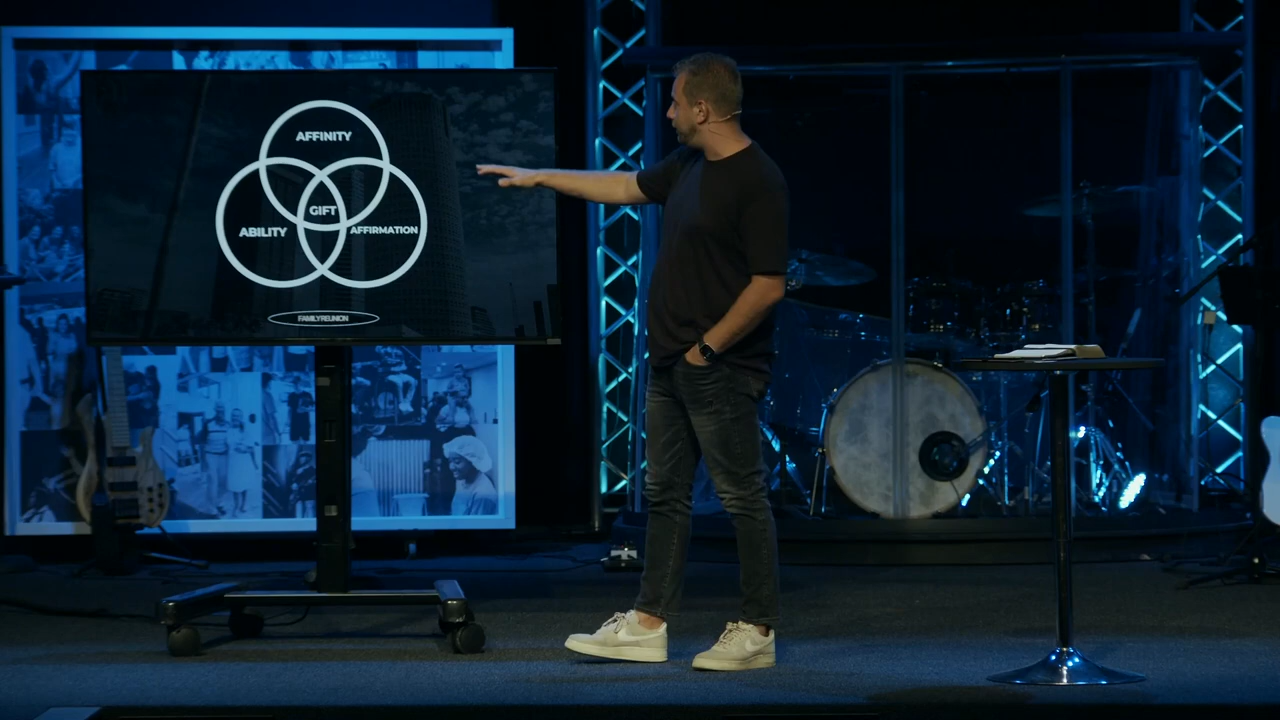 AFFINITY
GIFT
ABILITY
AFFIRMATION
FAMILY REUNION